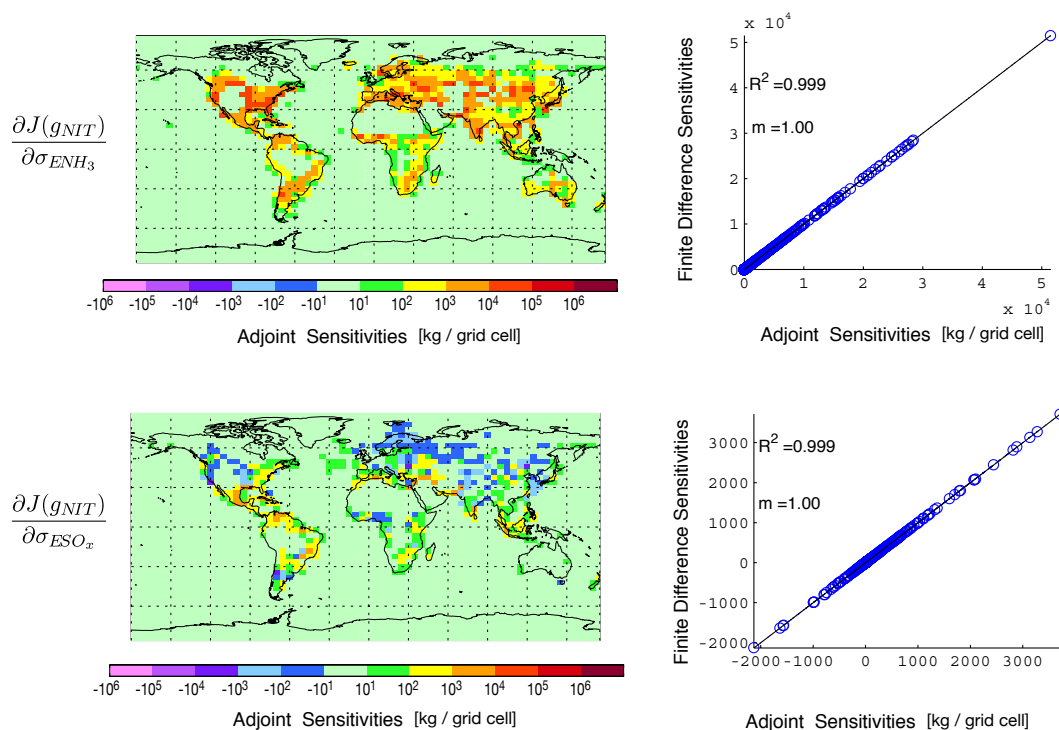 ∂J(g_NIT)
∂σ_ENH₃
-10⁶ -10⁵ -10⁴ -10³ -10¹ 10¹ 10² 10³ 10⁴ 10⁵ 10⁶
Adjoint Sensitivities [kg / grid cell]
x 10⁴
5
4
3
2
1
0
R² =0.999
m =1.00
Finite Difference Sensitivities
0 1 2 3 4 5
x 10⁴
Adjoint Sensitivities [kg / grid cell]
∂J(g_NIT)
∂σ_ESOₓ
-10⁶ -10⁵ -10⁴ -10³ -10¹ 10¹ 10² 10³ 10⁴ 10⁵ 10⁶
Adjoint Sensitivities [kg / grid cell]
3000
2000
1000
0
-1000
-2000
R² =0.999
m =1.00
Finite Difference Sensitivities
-2000 -1000 0 1000 2000 3000
Adjoint Sensitivities [kg / grid cell]